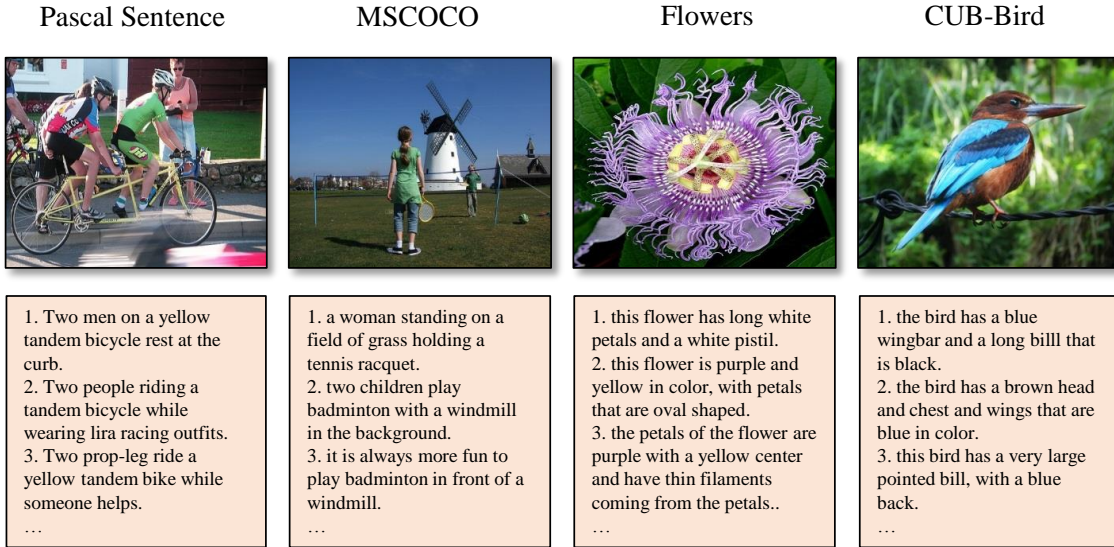 Pascal Sentence
MSCOCO
Flowers
CUB-Bird
1. Two men on a yellow
tandem bicycle rest at the
curb.
2. Two people riding a
tandem bicycle while
wearing lira racing outfits.
3. Two prop-leg ride a
yellow tandem bike while
someone helps.
…
1. a woman standing on a
field of grass holding a
tennis racquet.
2. two children play
badminton with a windmill
in the background.
3. it is always more fun to
play badminton in front of a
windmill.
…
1. this flower has long white
petals and a white pistil.
2. this flower is purple and
yellow in color, with petals
that are oval shaped.
3. the petals of the flower are
purple with a yellow center
and have thin filaments
coming from the petals..
…
1. the bird has a blue
wingbar and a long billl that
is black.
2. the bird has a brown head
and chest and wings that are
blue in color.
3. this bird has a very large
pointed bill, with a blue
back.
…